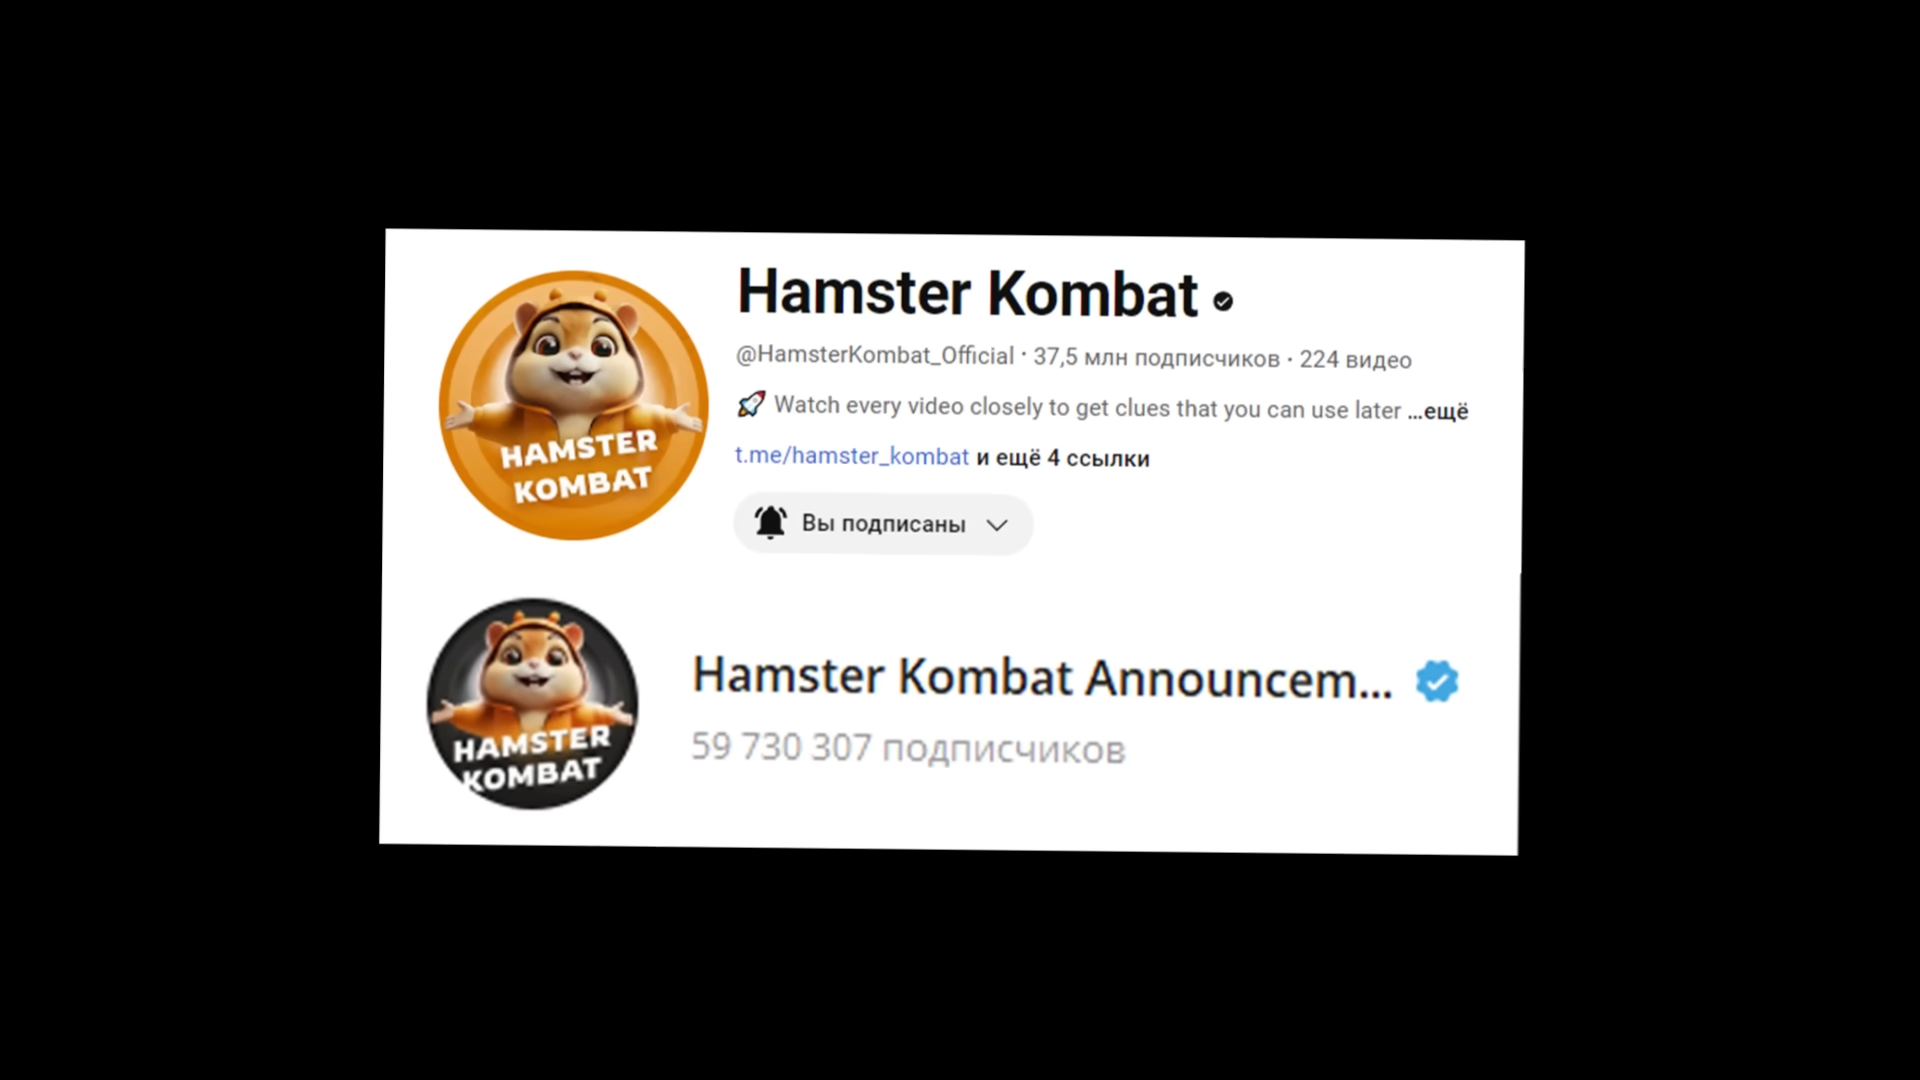 HAMSTER
KOMBAT
Hamster Kombat
@HamsterKombat_Official · 37,5 млн подписчиков · 224 видео
🚀 Watch every video closely to get clues that you can use later ...ещё
t.me/hamster_kombat и ещё 4 ссылки
Вы подписаны
HAMSTER
KOMBAT
Hamster Kombat Announcem...
59 730 307 подписчиков